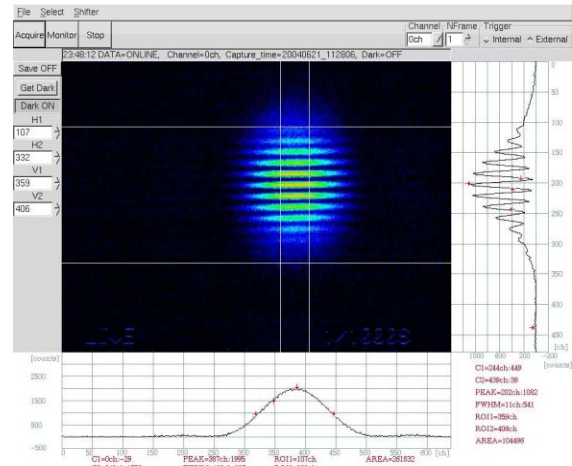 File Select Shifter
Acquire Monitor Stop
Channel NFrame Trigger
0ch 1 Internal External
23:48:12 DATA=ONLINE, Channel=0ch, Capture_time=20040621_112806, Dark=OFF
Save OFF
Get Dark
Dark ON
H1
107
H2
332
V1
359
V2
406
0
50
100
150
200
250
300
350
400
450
[ch]
1000 600 200 -200
[counts]
C1=244ch:449
C2=439ch:39
PEAK=202ch:1082
FWHM=11ch:541
ROI1=359ch
ROI2=406ch
AREA=104496
[counts]
2500
1500
500
-500
0 50 100 150 200 250 300 350 400 450 500 600 [ch]
C1=0ch:-29 PEAK=387ch:1995 ROI1=107ch AREA=261832